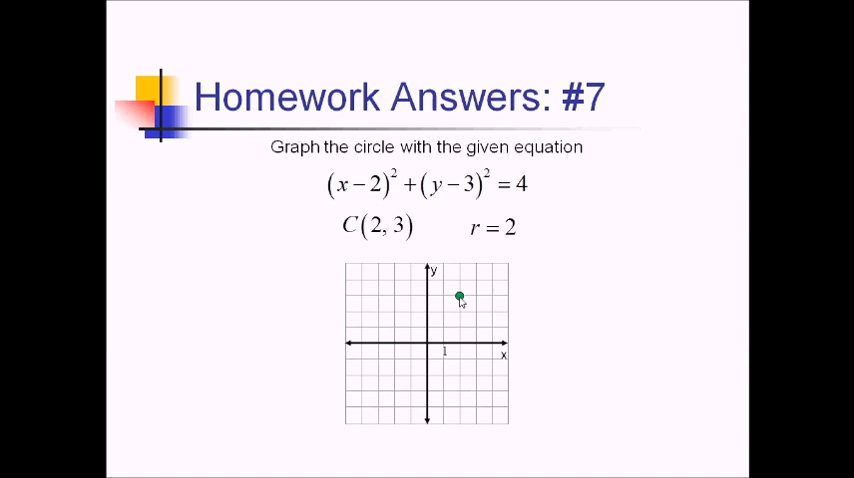 Homework Answers: #7
Graph the circle with the given equation
(x − 2)² + (y − 3)² = 4
C(2, 3) r = 2
y
1
x